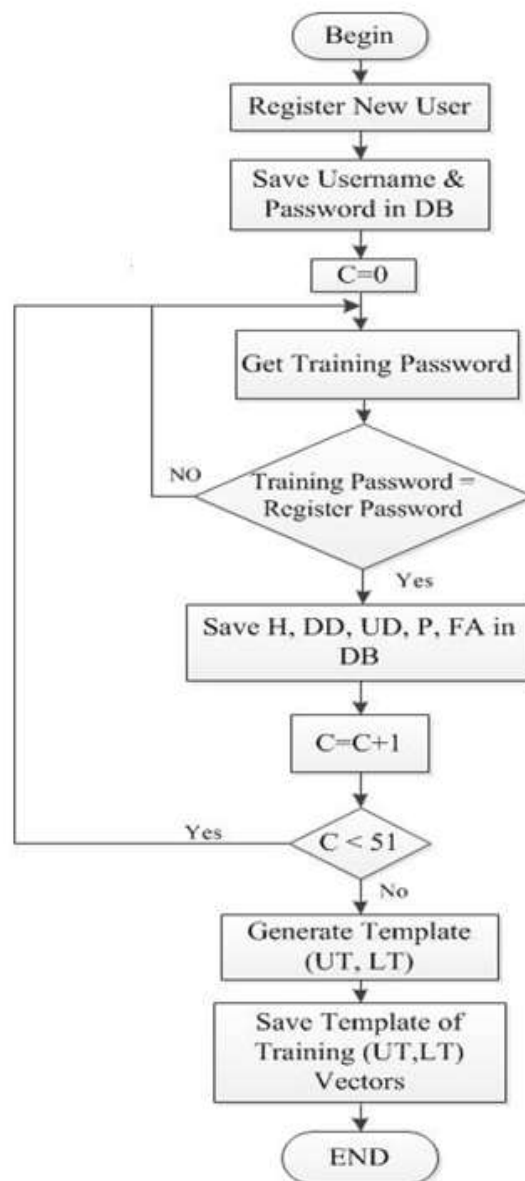 Begin
Register New User
Save Username &
Password in DB
C=0
Get Training Password
NO
Training Password =
Register Password
Yes
Save H, DD, UD, P, FA in
DB
C=C+1
Yes
C < 51
No
Generate Template
(UT, LT)
Save Template of
Training (UT,LT)
Vectors
END